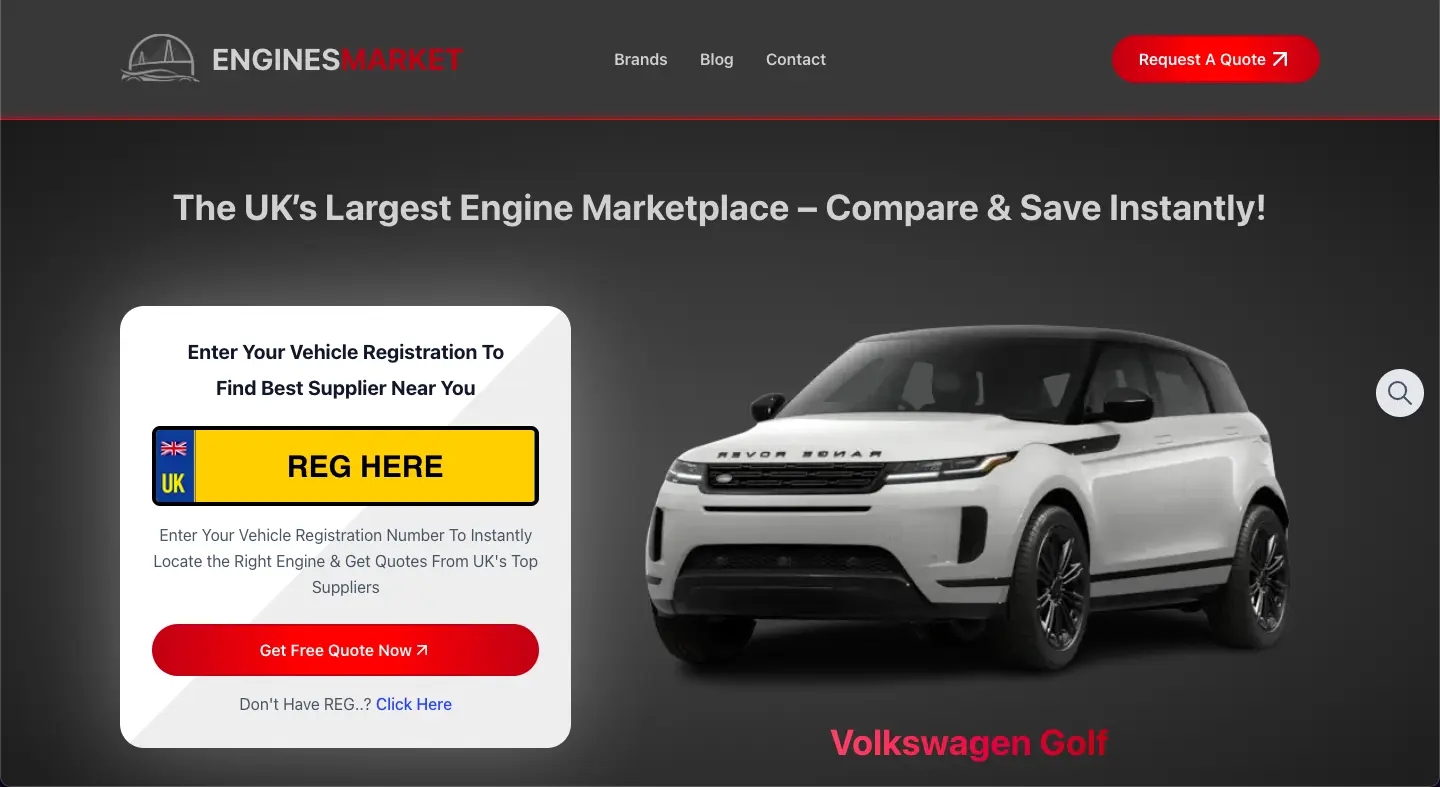 ENGINESMARKET
Brands
Blog
Contact
Request A Quote
The UK’s Largest Engine Marketplace – Compare & Save Instantly!
Enter Your Vehicle Registration To
Find Best Supplier Near You
UK
REG HERE
Enter Your Vehicle Registration Number To Instantly
Locate the Right Engine & Get Quotes From UK's Top
Suppliers
Get Free Quote Now
Don't Have REG..? Click Here
RANGE ROVER
Volkswagen Golf